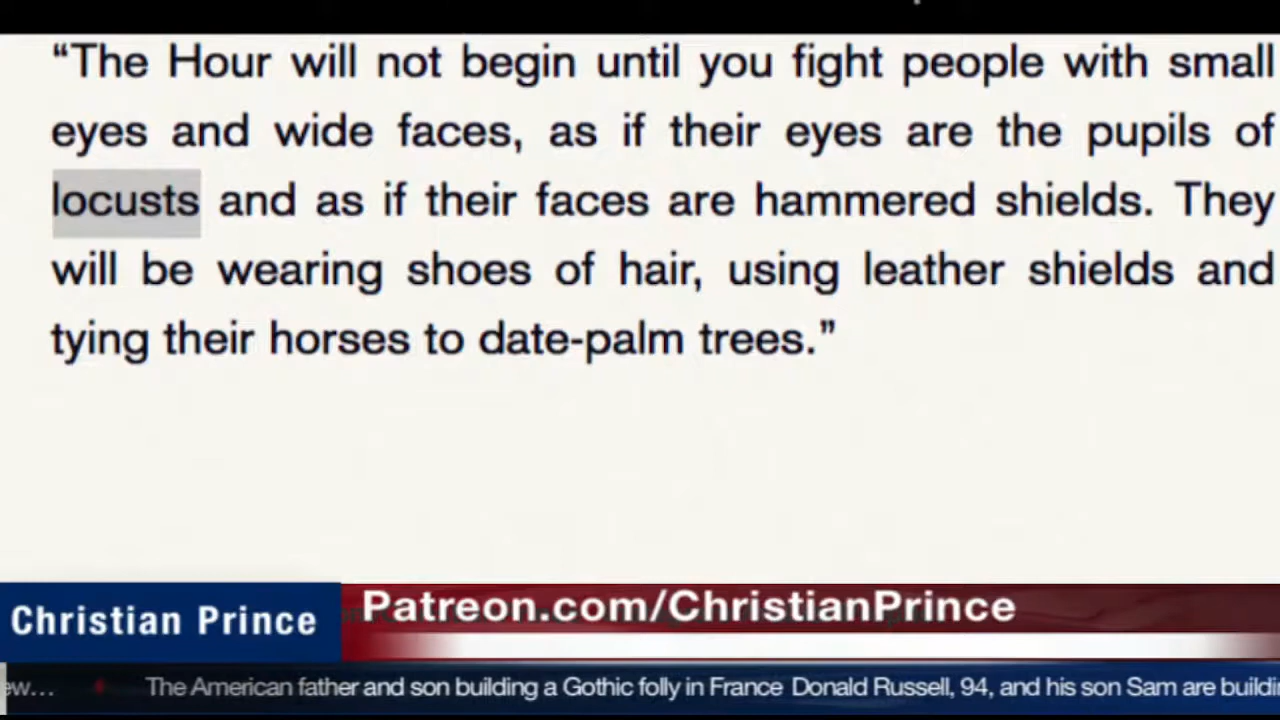 “The Hour will not begin until you fight people with small
eyes and wide faces, as if their eyes are the pupils of
locusts and as if their faces are hammered shields. They
will be wearing shoes of hair, using leather shields and
tying their horses to date-palm trees.”
Christian Prince
Patreon.com/ChristianPrince
ew... The American father and son building a Gothic folly in France Donald Russell, 94, and his son Sam are buildi